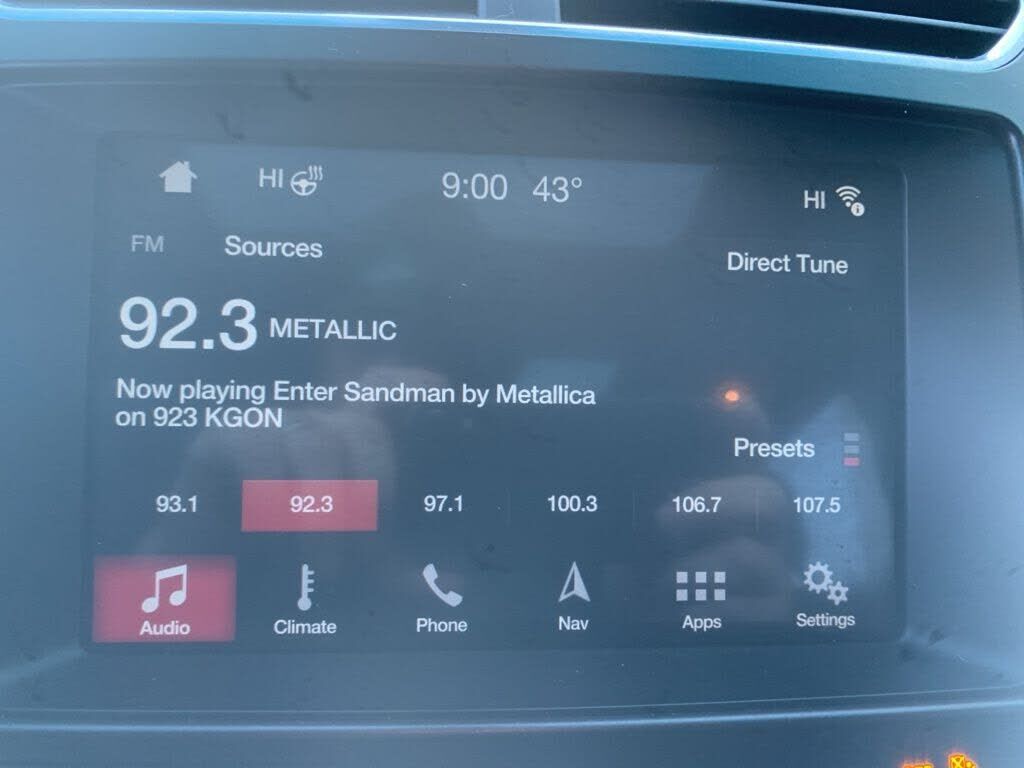 HI 9:00 43° HI
FM Sources Direct Tune
92.3 METALLIC
Now playing Enter Sandman by Metallica
on 923 KGON
Presets
93.1 92.3 97.1 100.3 106.7 107.5
Audio Climate Phone Nav Apps Settings